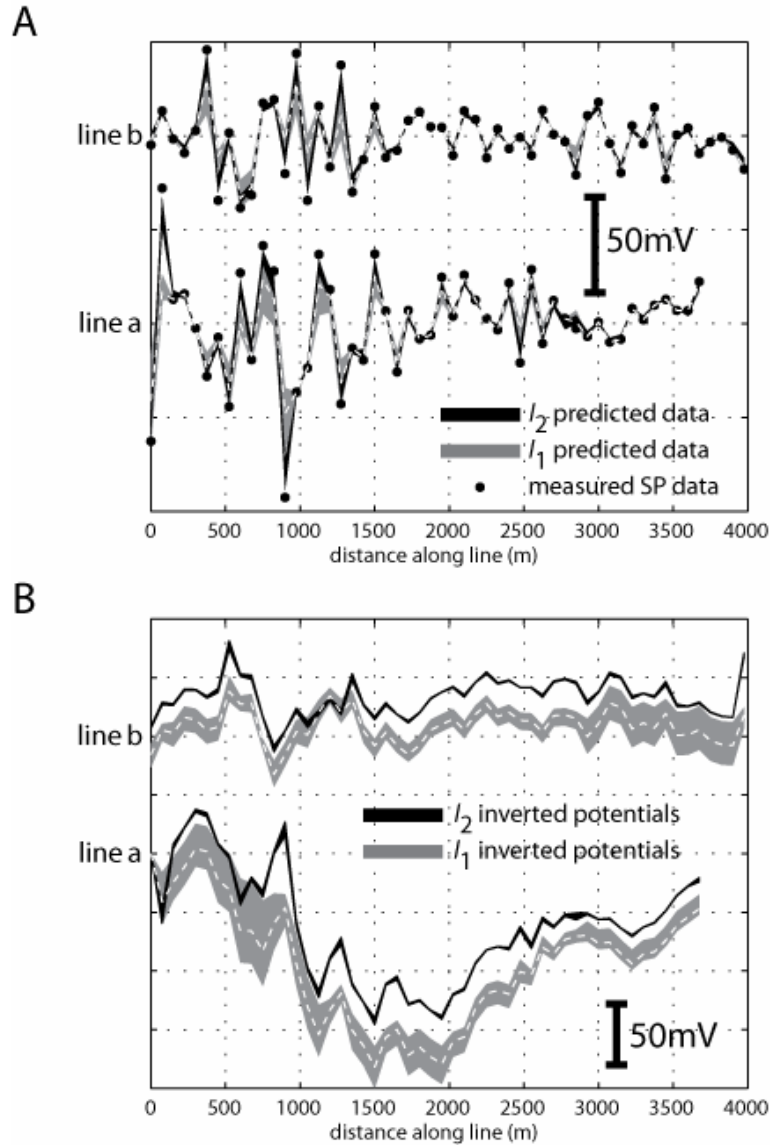 A
line b
50mV
line a
l2 predicted data
l1 predicted data
measured SP data
0 500 1000 1500 2000 2500 3000 3500 4000
distance along line (m)
B
line b
l2 inverted potentials
line a
l1 inverted potentials
50mV
0 500 1000 1500 2000 2500 3000 3500 4000
distance along line (m)